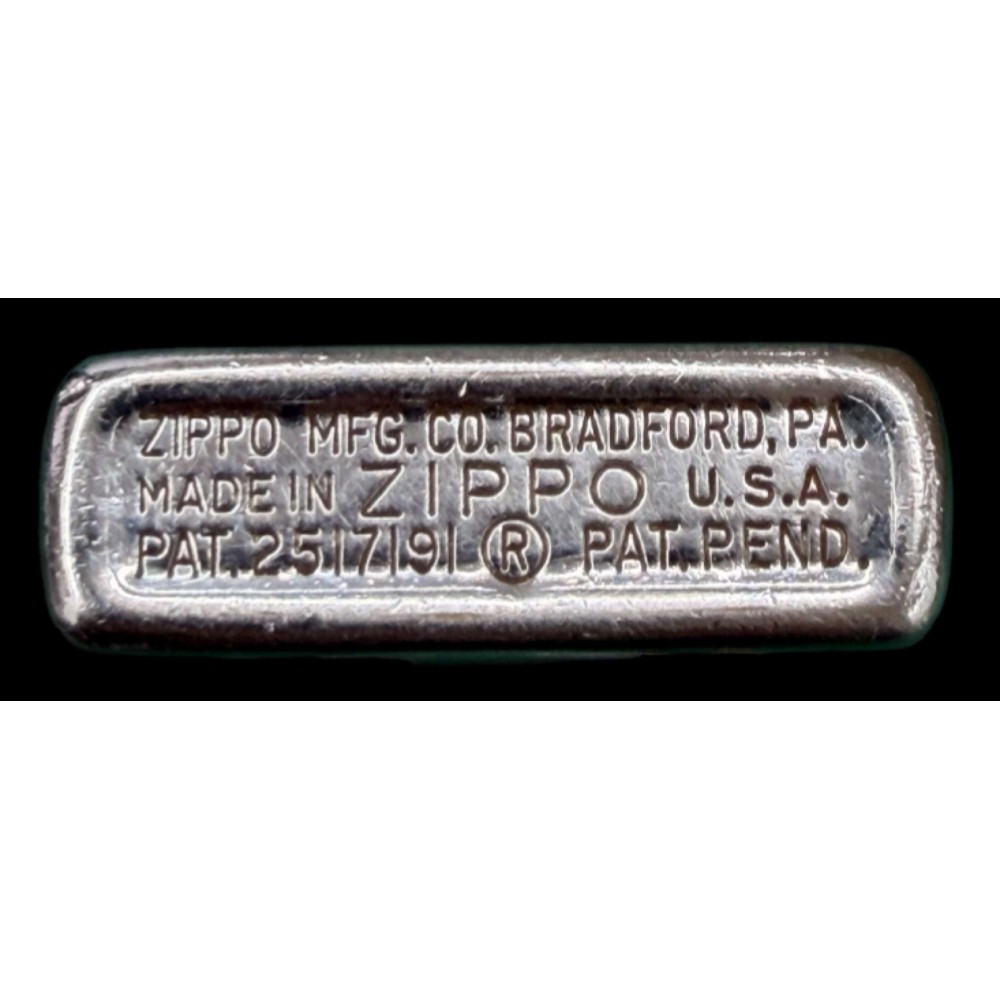 ZIPPO MFG. CO. BRADFORD, PA.
MADE IN ZIPPO U.S.A.
PAT. 2517191 ® PAT. PEND.